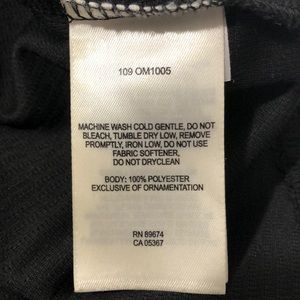 109 OM1005
MACHINE WASH COLD GENTLE, DO NOT
BLEACH, TUMBLE DRY LOW, REMOVE
PROMPTLY, IRON LOW, DO NOT USE
FABRIC SOFTENER,
DO NOT DRYCLEAN
BODY: 100% POLYESTER
EXCLUSIVE OF ORNAMENTATION
RN 89674
CA 05367